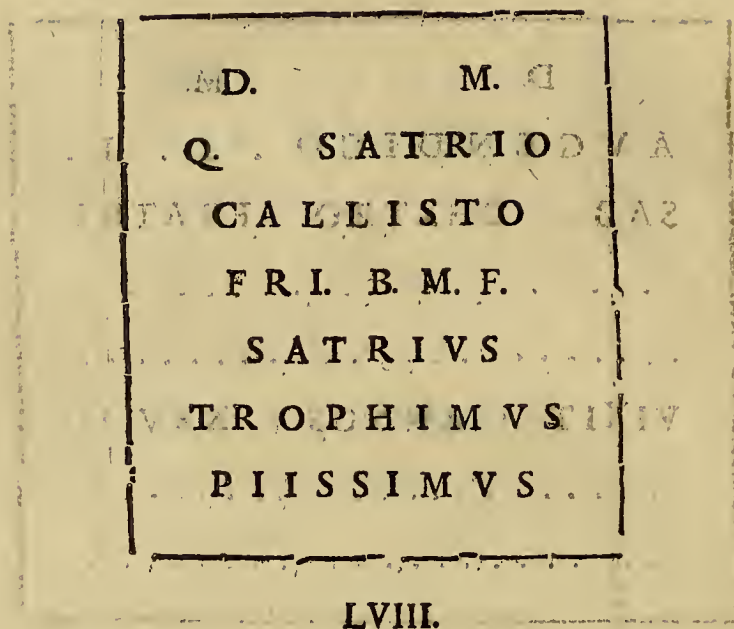 D. M.
Q. SATRIO
CALLISTO
FRI. B. M. F.
SATRIVS
TROPHIMVS
PIISSIMVS
LVIII.